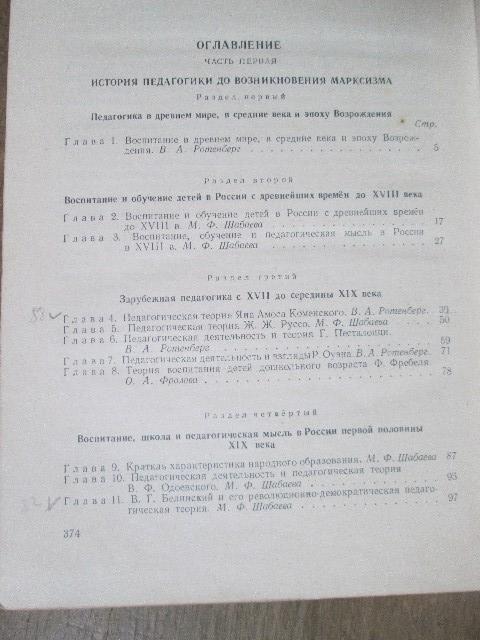 ОГЛАВЛЕНИЕ
ЧАСТЬ ПЕРВАЯ
ИСТОРИЯ ПЕДАГОГИКИ ДО ВОЗНИКНОВЕНИЯ МАРКСИЗМА
Раздел первый
Педагогика в древнем мире, в средние века и эпоху Возрождения
Стр.
Глава 1. Воспитание в древнем мире, в средние века и эпоху Возрож-
дения. В. А. Ротенберг . . . . . . . . . . . . . . 5
Раздел второй
Воспитание и обучение детей в России с древнейших времён до XVIII века
Глава 2. Воспитание и обучение детей в России с древнейших времён
до XVIII в. М. Ф. Шабаева . . . . . . . . . . . . 17
Глава 3. Воспитание, обучение и педагогическая мысль в России
в XVIII в. М. Ф. Шабаева . . . . . . . . . . . . 27
Раздел третий
Зарубежная педагогика с XVII до середины XIX века
Глава 4. Педагогическая теория Яна Амоса Коменского. В. А. Ротенберг.
Глава 5. Педагогическая теория Ж. Ж. Руссо. М. Ф. Шабаева . 50
Глава 6. Педагогическая деятельность и теория Г. Песталоцци.
В. А. Ротенберг . . . . . . . . . . . . . . 59
Глава 7. Педагогическая деятельность и взгляды Р. Оуэна. В. А. Ротенберг. 71
Глава 8. Теория воспитания детей дошкольного возраста Ф. Фребеля.
О. А. Фролова . . . . . . . . . . . . . . 78
Раздел четвёртый
Воспитание, школа и педагогическая мысль в России первой половины
XIX века
Глава 9. Краткая характеристика народного образования. М. Ф. Шабаева 87
Глава 10. Педагогическая деятельность и педагогическая теория
В. Ф. Одоевского. М. Ф. Шабаева . . . . . . . . . 93
Глава 11. В. Г. Белинский и его революционно-демократическая педаго-
гическая теория. М. Ф. Шабаева . . . . . . . . . 97
374